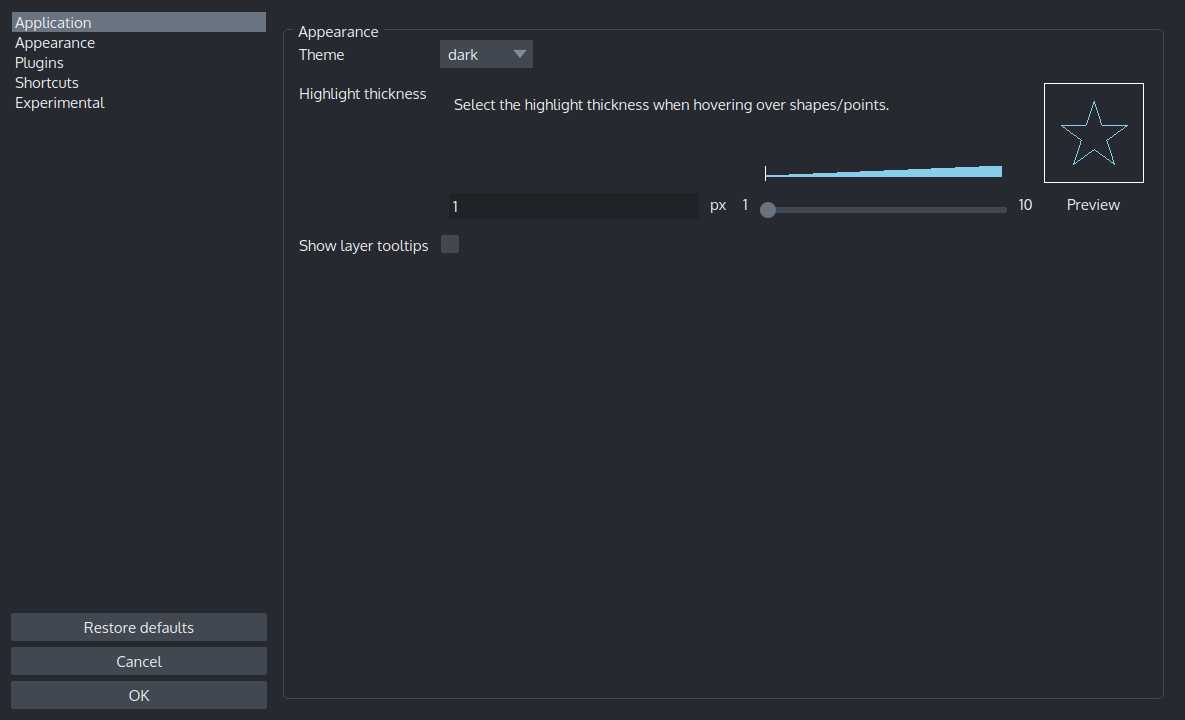 Application
Appearance
Plugins
Shortcuts
Experimental
Restore defaults
Cancel
OK
Appearance
Theme
dark
Highlight thickness
Select the highlight thickness when hovering over shapes/points.
1
px
1
10
Preview
Show layer tooltips